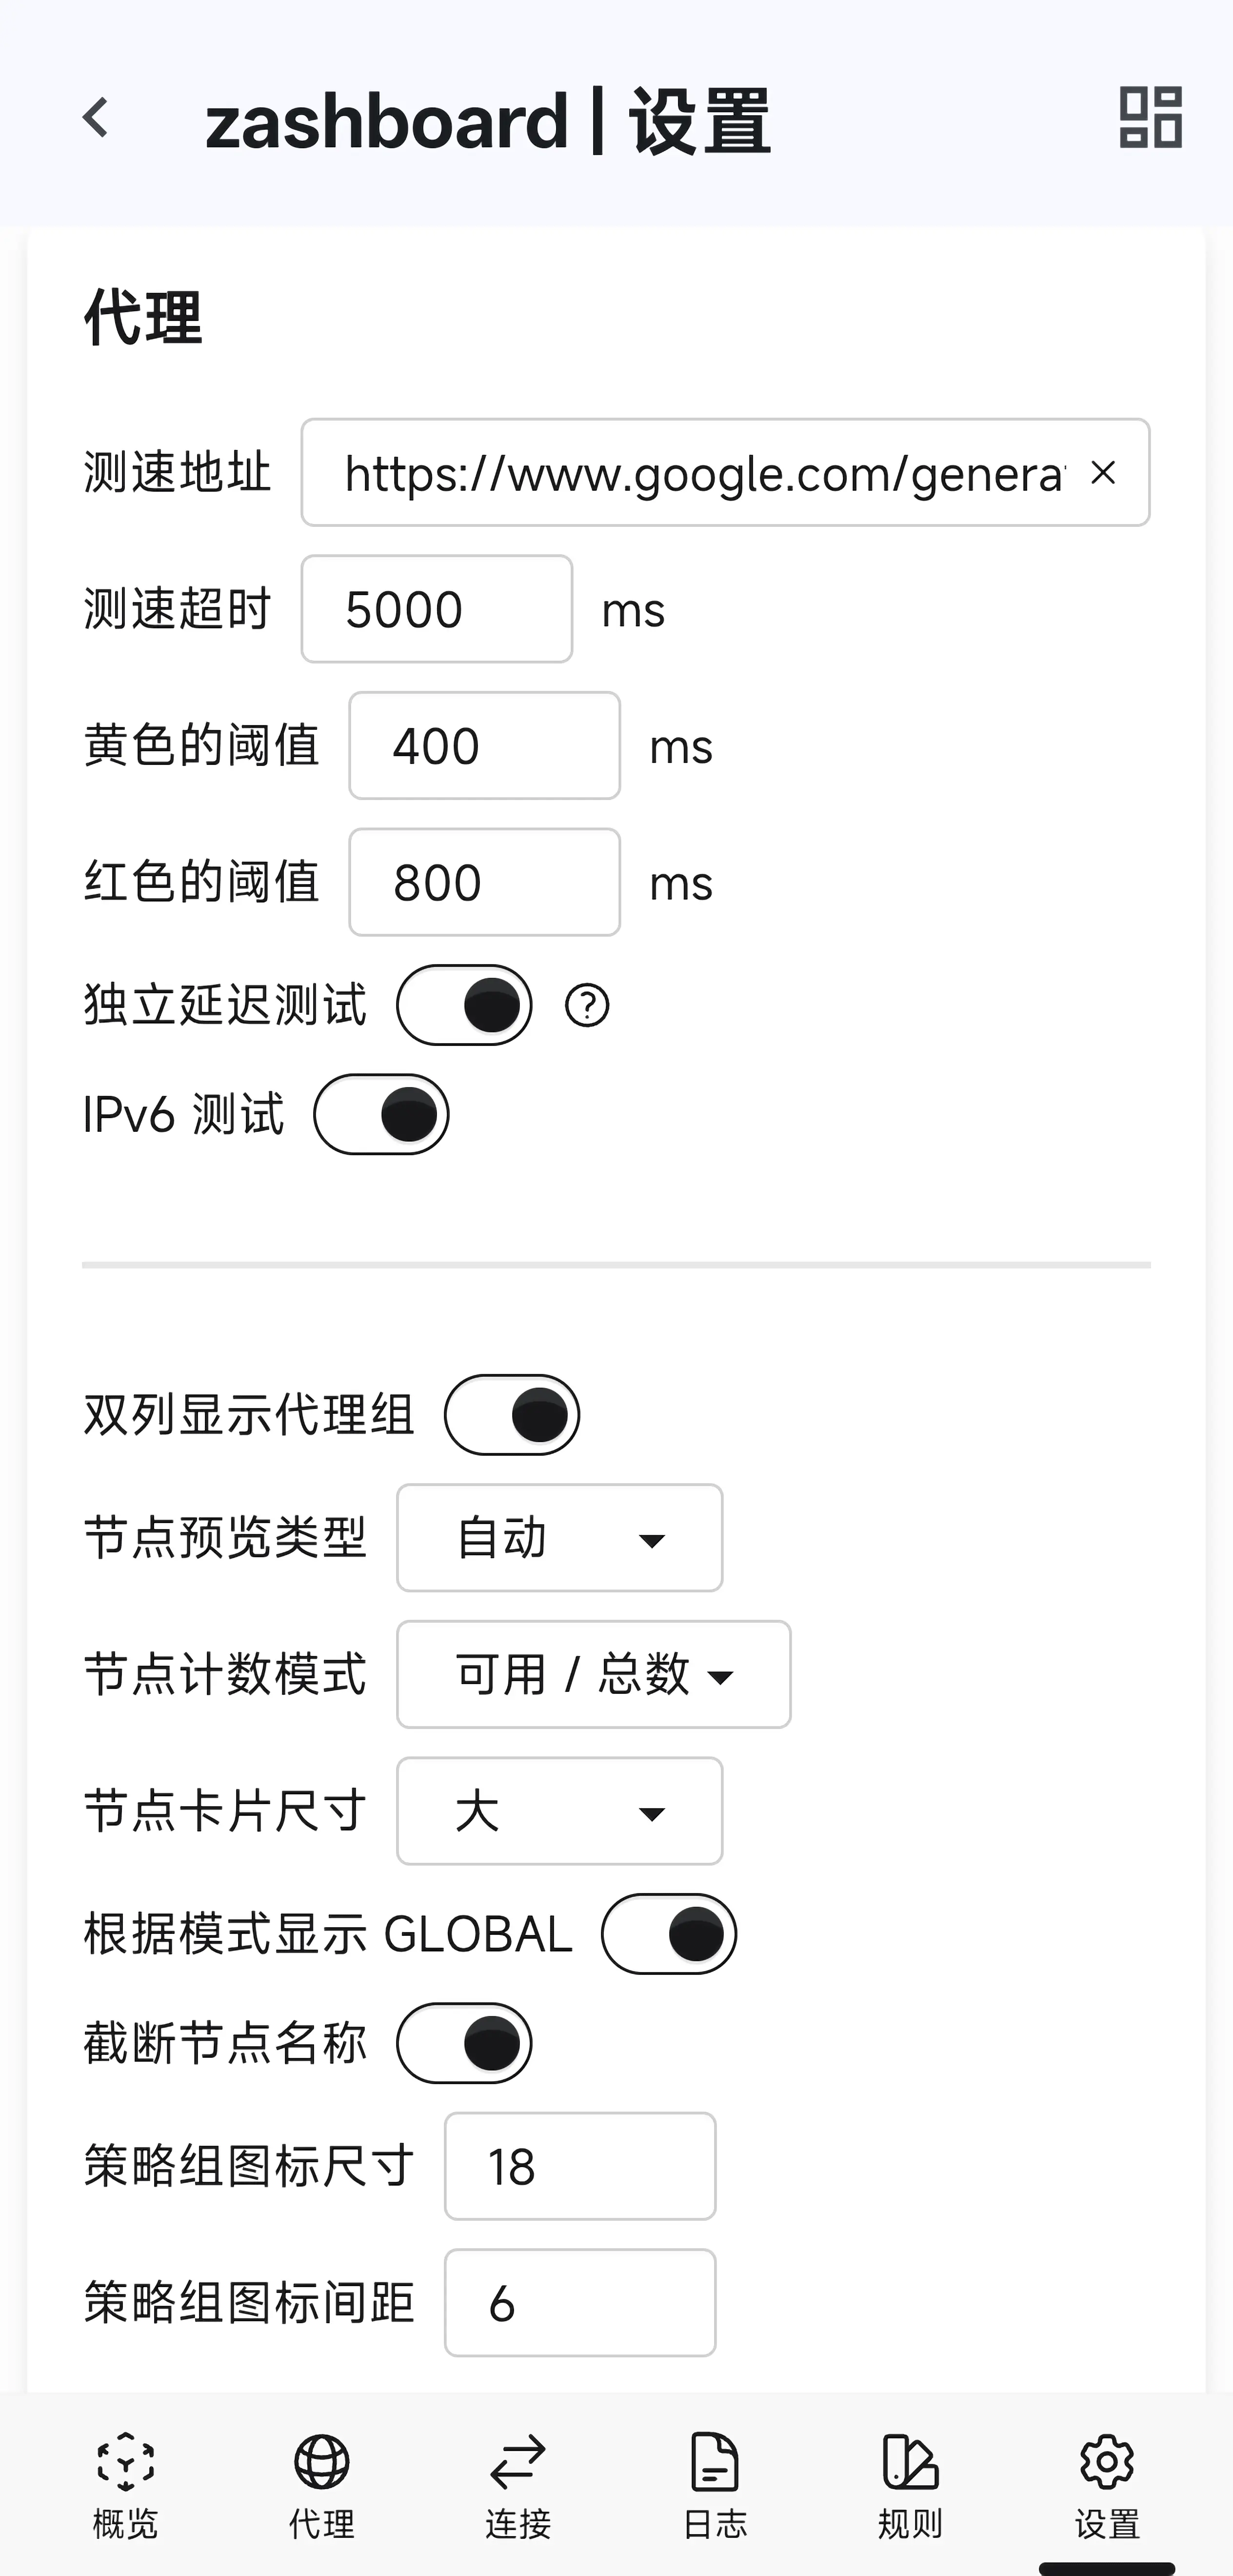 zashboard | 设置
代理
测速地址 https://www.google.com/genera
测速超时 5000 ms
黄色的阈值 400 ms
红色的阈值 800 ms
独立延迟测试
IPv6 测试
双列显示代理组
节点预览类型 自动
节点计数模式 可用 / 总数
节点卡片尺寸 大
根据模式显示 GLOBAL
截断节点名称
策略组图标尺寸 18
策略组图标间距 6
概览 代理 连接 日志 规则 设置